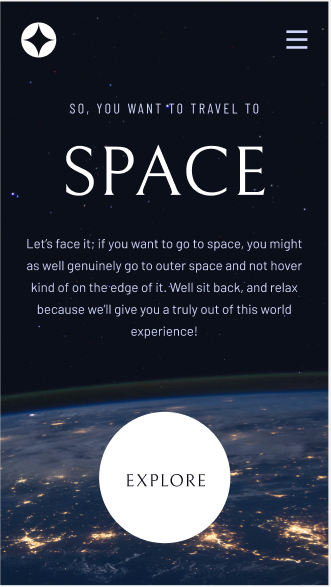 SO, YOU WANT TO TRAVEL TO
SPACE
Let’s face it; if you want to go to space, you might
as well genuinely go to outer space and not hover
kind of on the edge of it. Well sit back, and relax
because we’ll give you a truly out of this world
experience!
EXPLORE